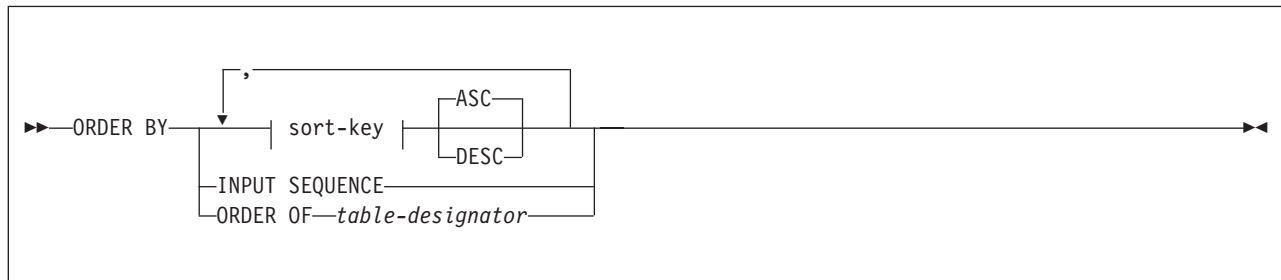 ,
ASC
ORDER BY sort-key
DESC
INPUT SEQUENCE
ORDER OF table-designator